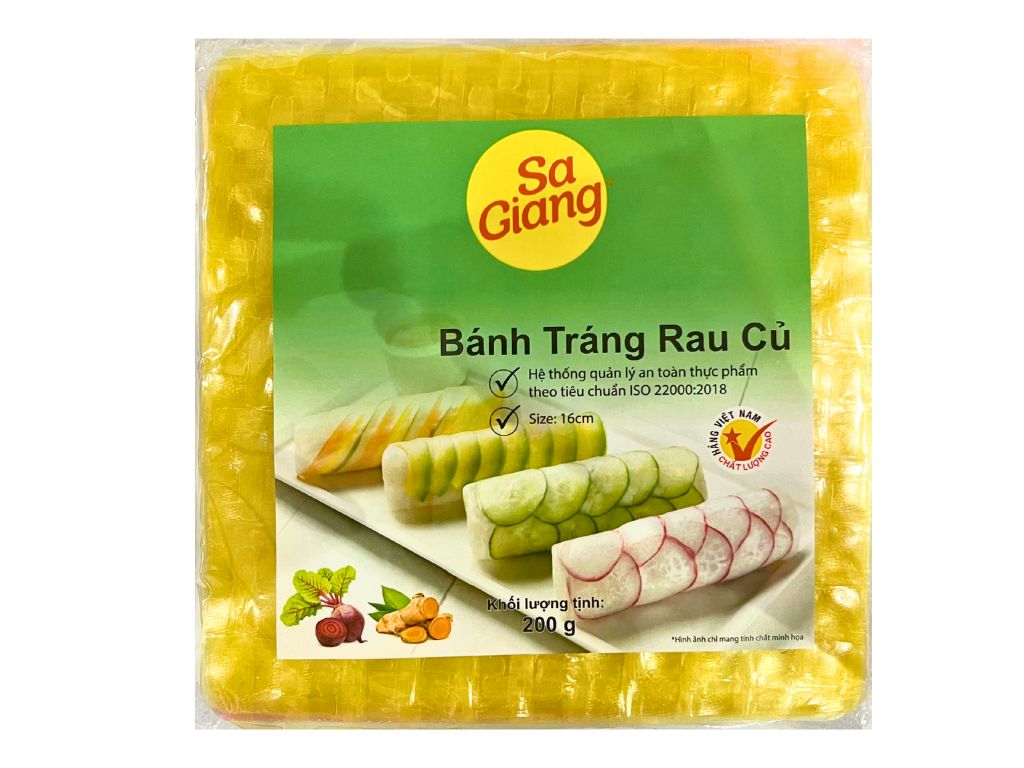 Sa
Giang
Bánh Tráng Rau Củ
Hệ thống quản lý an toàn thực phẩm
theo tiêu chuẩn ISO 22000:2018
Size: 16cm
HÀNG VIỆT NAM
CHẤT LƯỢNG CAO
Khối lượng tịnh:
200 g
*Hình ảnh chỉ mang tính chất minh họa